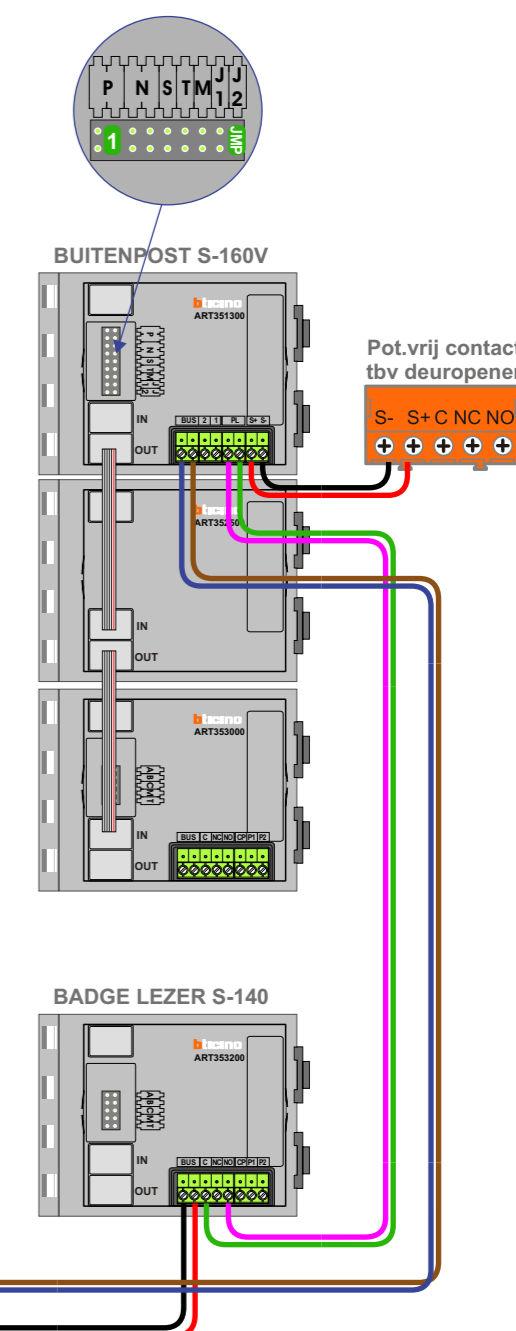 P N S T M J1 J2
1 JMP
BUITENPOST S-160V
bticino
ART351300
P N S T M J1 J2
IN
OUT
BUS 2 1 PL S+ S-
Pot.vrij contact
tbv deuropener
S- S+ C NC NO
bticino
IN
OUT
bticino
ART353000
A B C M T
IN
OUT
BUS C NC NO CP P1 P2
BADGE LEZER S-140
bticino
ART353200
A B C M T
IN
OUT
BUS C NC NO CP P1 P2